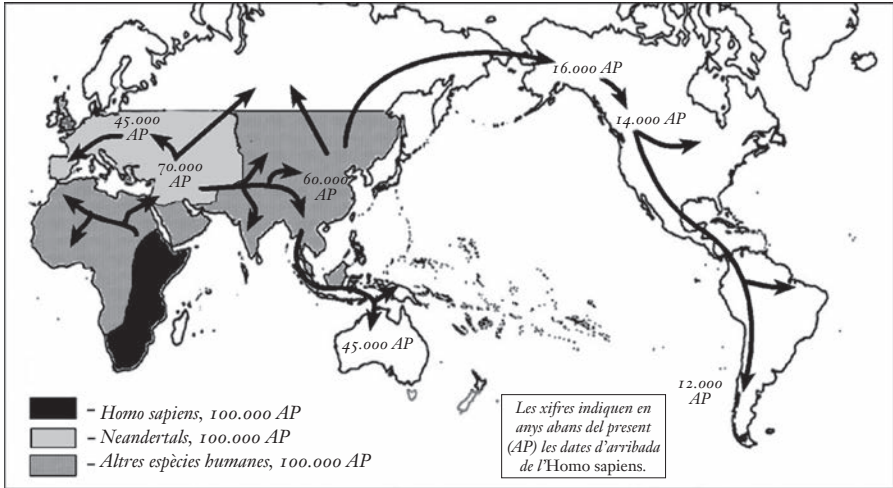 16.000 AP
45.000
AP
14.000 AP
70.000
AP
60.000
AP
45.000 AP
12.000
AP
- Homo sapiens, 100.000 AP
- Neandertals, 100.000 AP
- Altres espècies humanes, 100.000 AP
Les xifres indiquen en
anys abans del present
(AP) les dates d'arribada
de l'Homo sapiens.